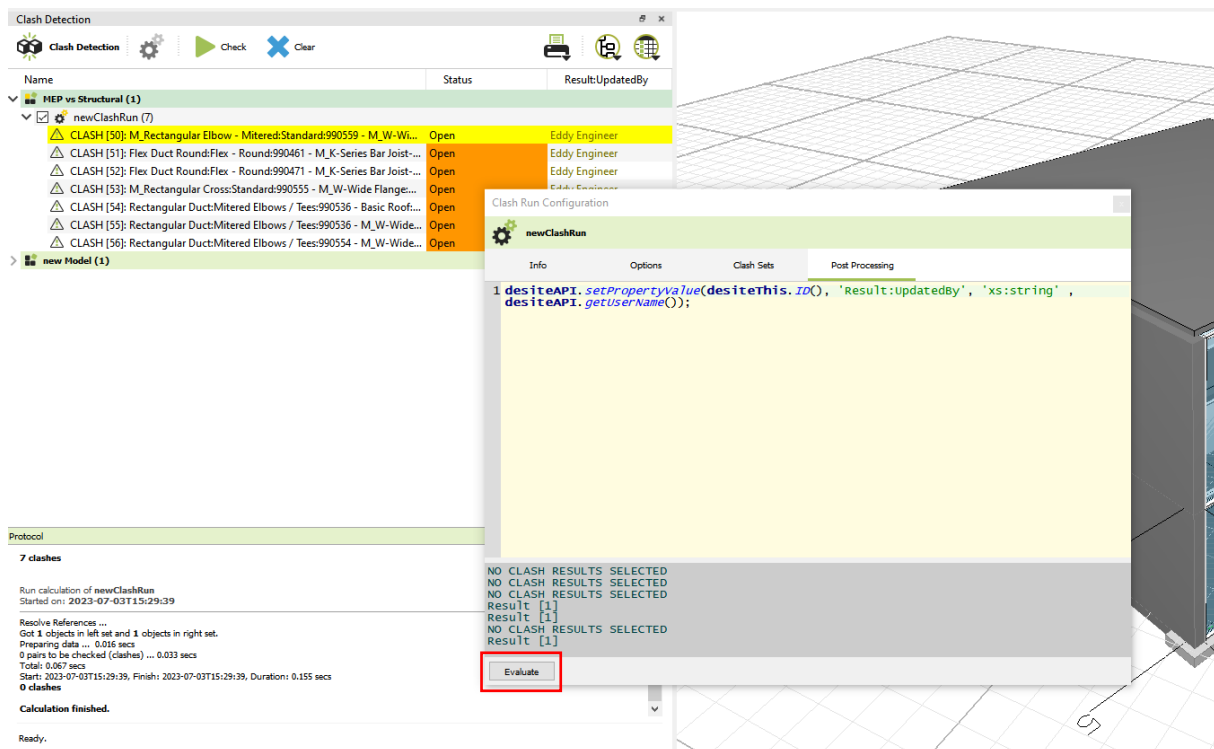 Clash Detection
Clash Detection
Check
Clear
Name
Status
Result:UpdatedBy
MEP vs Structural (1)
newClashRun (7)
CLASH [50]: M_Rectangular Elbow - Mitered:Standard:990559 - M_W-Wi... Open Eddy Engineer
CLASH [51]: Flex Duct Round:Flex - Round:990461 - M_K-Series Bar Joist-... Open Eddy Engineer
CLASH [52]: Flex Duct Round:Flex - Round:990471 - M_K-Series Bar Joist-... Open Eddy Engineer
CLASH [53]: M_Rectangular Cross:Standard:990555 - M_W-Wide Flange:... Open Eddy Engineer
CLASH [54]: Rectangular Duct:Mitered Elbows / Tees:990536 - Basic Roof:... Open
CLASH [55]: Rectangular Duct:Mitered Elbows / Tees:990536 - M_W-Wide... Open
CLASH [56]: Rectangular Duct:Mitered Elbows / Tees:990554 - M_W-Wide... Open
new Model (1)
Clash Run Configuration
newClashRun
Info
Options
Clash Sets
Post Processing
1 desiteAPI.setPropertyValue(desiteThis.ID(), 'Result:UpdatedBy', 'xs:string' ,
desiteAPI.getUserName());
NO CLASH RESULTS SELECTED
NO CLASH RESULTS SELECTED
NO CLASH RESULTS SELECTED
Result [1]
Result [1]
NO CLASH RESULTS SELECTED
Result [1]
Evaluate
Protocol
7 clashes
Run calculation of newClashRun
Started on: 2023-07-03T15:29:39
Resolve References ...
Got 1 objects in left set and 1 objects in right set.
Preparing data ... 0.016 secs
0 pairs to be checked (clashes) ... 0.033 secs
Total: 0.067 secs
Start: 2023-07-03T15:29:39, Finish: 2023-07-03T15:29:39, Duration: 0.155 secs
0 clashes
Calculation finished.
Ready.